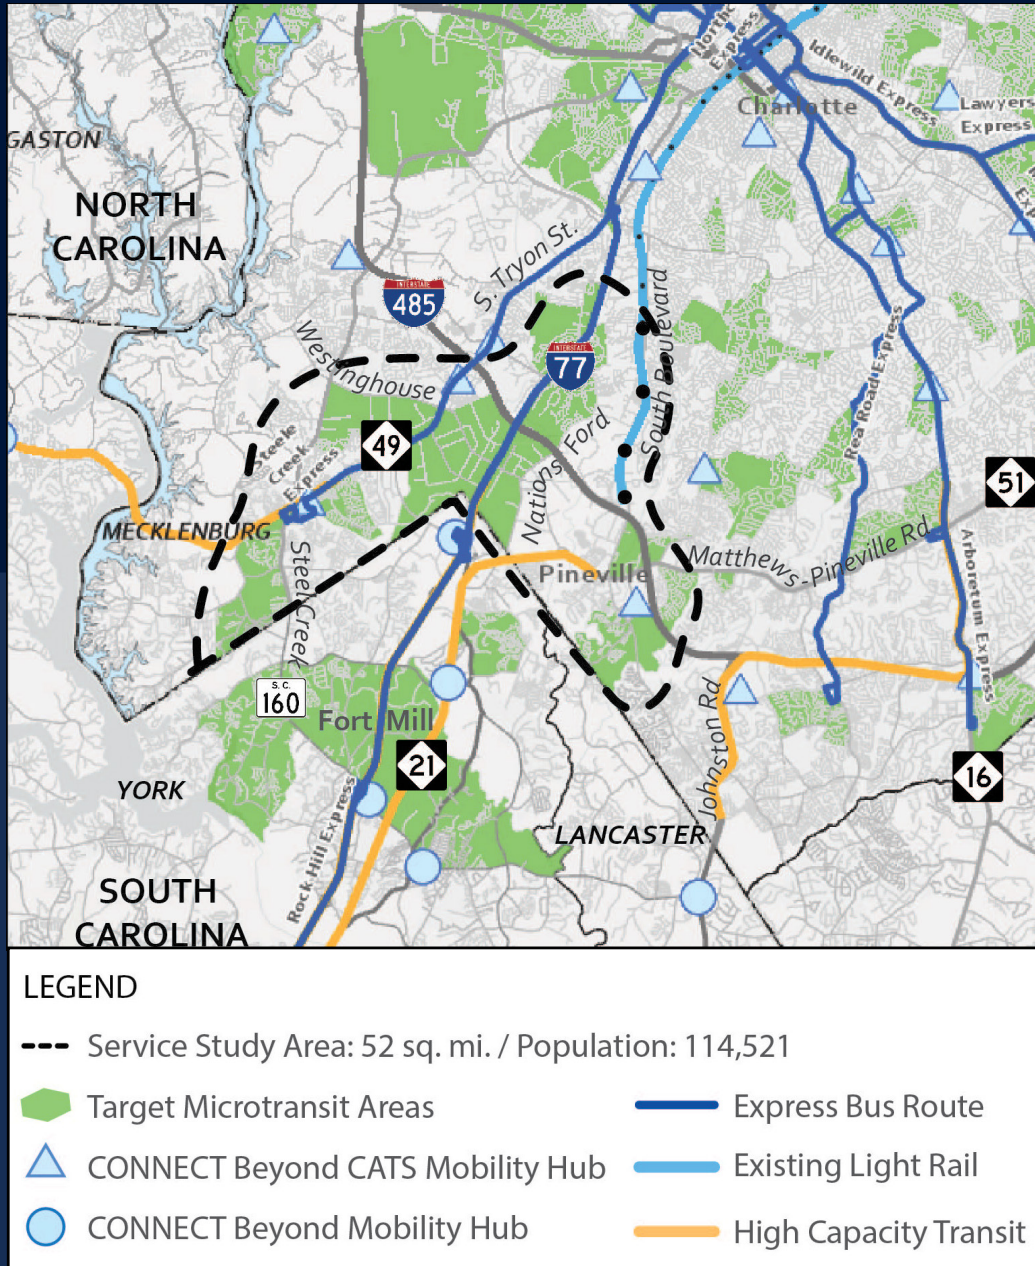 Northc
Express
Idlewild Express
Charlotte
Lawyers
Express
GASTON
NORTH
CAROLINA
S. Tryon St.
INTERSTATE
485
South Boulevard
Westinghouse
INTERSTATE
77
Rea Road Express
Steele
Creek
Express
49
Nations Ford
51
MECKLENBURG
Steel Creek
Pineville
Matthews-Pineville Rd
Arboretum Express
S.C.
160
Fort Mill
21
Johnston Rd
16
YORK
Rock Hill Express
LANCASTER
SOUTH
CAROLINA
LEGEND
Service Study Area: 52 sq. mi. / Population: 114,521
Target Microtransit Areas
Express Bus Route
CONNECT Beyond CATS Mobility Hub
Existing Light Rail
CONNECT Beyond Mobility Hub
High Capacity Transit